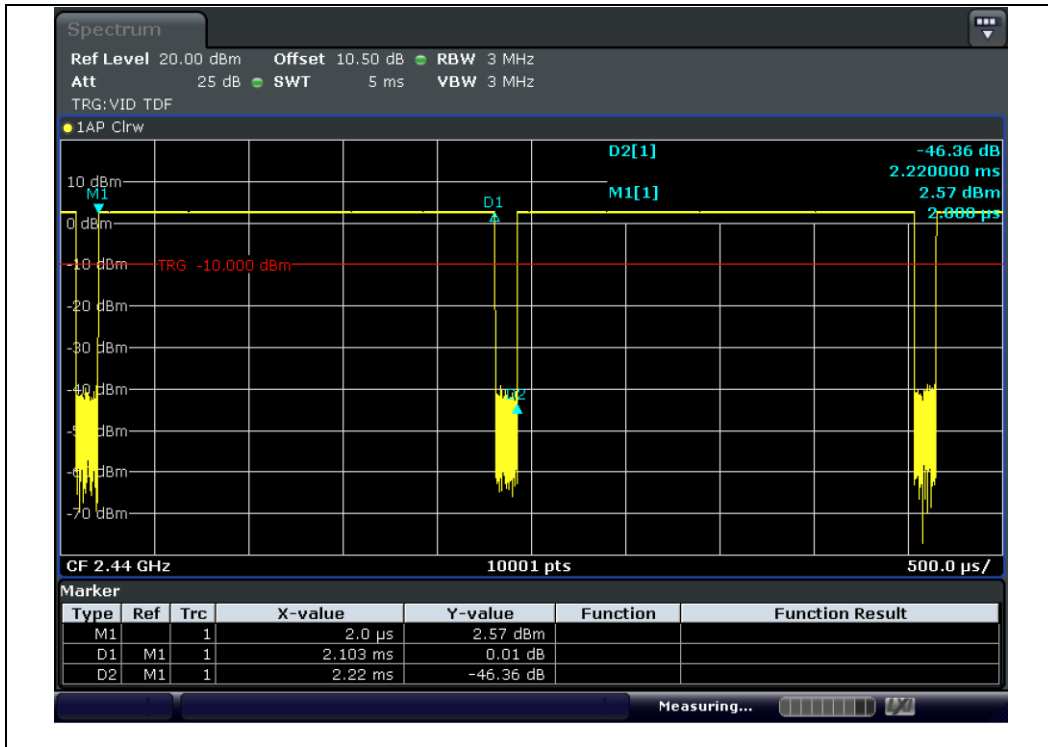 Spectrum
Ref Level 20.00 dBm Offset 10.50 dB RBW 3 MHz
Att 25 dB SWT 5 ms VBW 3 MHz
TRG:VID TDF
1AP Clrw
D2[1] -46.36 dB
2.220000 ms
10 dBm
M1 D1 M1[1] 2.57 dBm
2.000 µs
0 dBm
-10 dBm TRG -10.000 dBm
-20 dBm
-30 dBm
-40 dBm D2
-50 dBm
-60 dBm
-70 dBm
CF 2.44 GHz 10001 pts 500.0 µs/
Marker
Type Ref Trc X-value Y-value Function Function Result
M1 1 2.0 µs 2.57 dBm
D1 M1 1 2.103 ms 0.01 dB
D2 M1 1 2.22 ms -46.36 dB
Measuring...